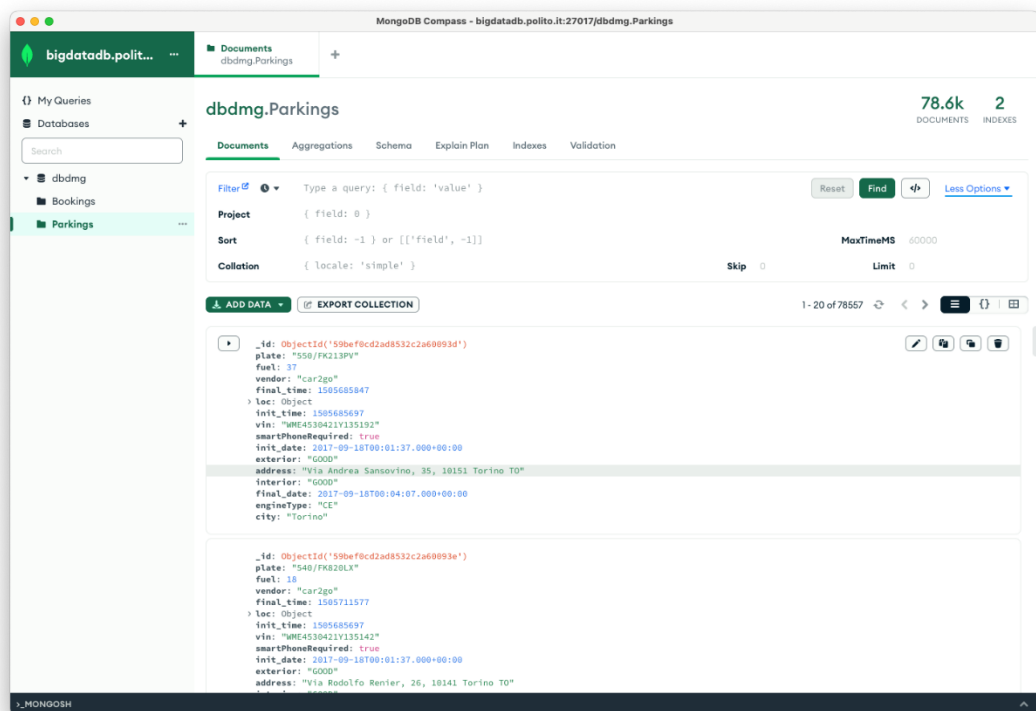 MongoDB Compass - bigdatadb.polito.it:27017/dbdmg.Parkings
bigdatadb.polit... ...
Documents
dbdmg.Parkings
+
{} My Queries
Databases +
Search
dbdmg
Bookings
Parkings ...
dbdmg.Parkings
78.6k 2
DOCUMENTS INDEXES
Documents Aggregations Schema Explain Plan Indexes Validation
Filter Type a query: { field: 'value' } Reset Find </> Less Options
Project { field: 0 }
Sort { field: -1 } or [['field', -1]] MaxTimeMS 60000
Collation { locale: 'simple' } Skip 0 Limit 0
ADD DATA EXPORT COLLECTION 1 - 20 of 78557 {}
_id: ObjectId('59bef0cd2ad8532c2a60093d')
plate: "550/FK213PV"
fuel: 37
vendor: "car2go"
final_time: 1505685847
> loc: Object
init_time: 1505685697
vin: "WME4530421Y135192"
smartPhoneRequired: true
init_date: 2017-09-18T00:01:37.000+00:00
exterior: "GOOD"
address: "Via Andrea Sansovino, 35, 10151 Torino TO"
interior: "GOOD"
final_date: 2017-09-18T00:04:07.000+00:00
engineType: "CE"
city: "Torino"
_id: ObjectId('59bef0cd2ad8532c2a60093e')
plate: "540/FK820LX"
fuel: 18
vendor: "car2go"
final_time: 1505711577
> loc: Object
init_time: 1505685697
vin: "WME4530421Y135142"
smartPhoneRequired: true
init_date: 2017-09-18T00:01:37.000+00:00
exterior: "GOOD"
address: "Via Rodolfo Renier, 26, 10141 Torino TO"
>_MONGOSH